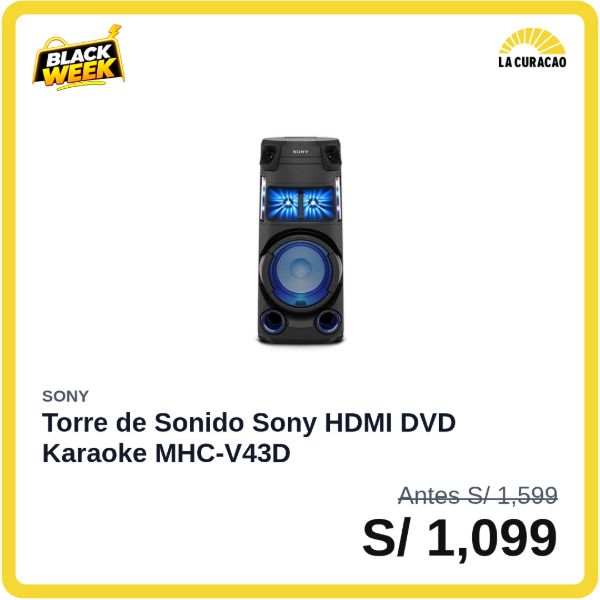 BLACK
WEEK
LA CURACAO
SONY
SONY
Torre de Sonido Sony HDMI DVD
Karaoke MHC-V43D
Antes S/ 1,599
S/ 1,099